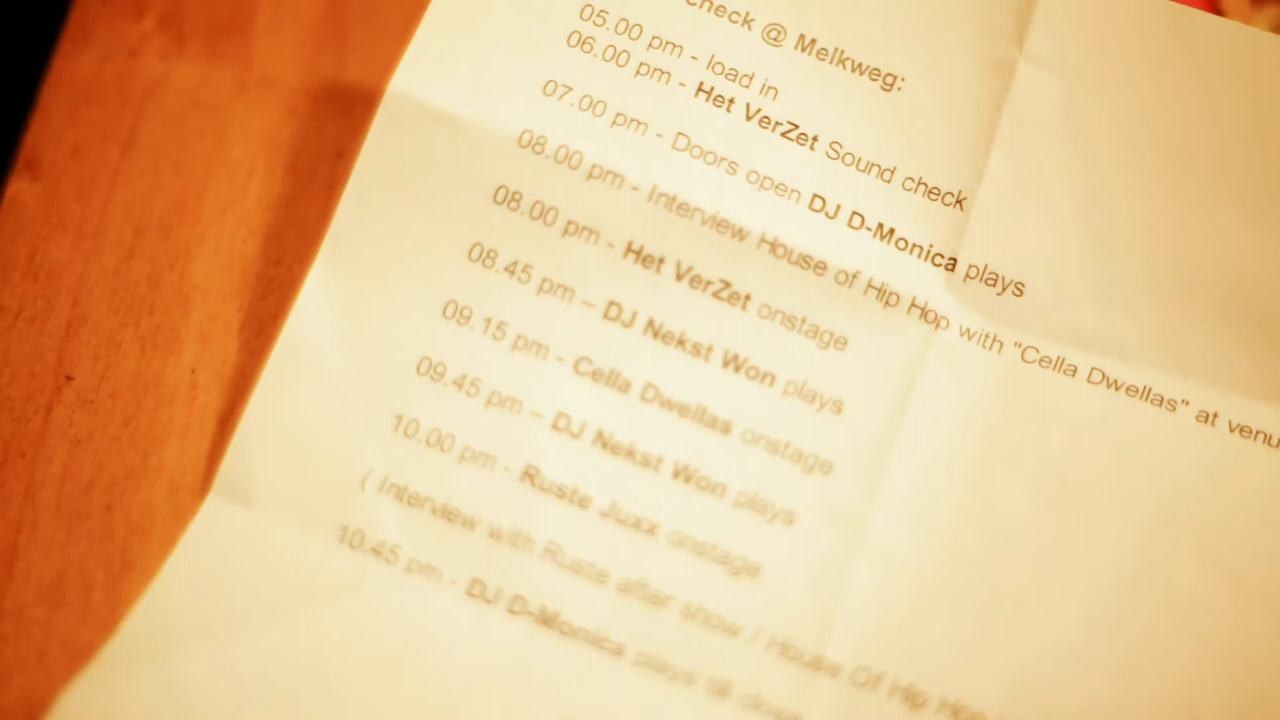 check @ Melkweg:
05.00 pm - load in
06.00 pm - Het VerZet Sound check
07.00 pm - Doors open DJ D-Monica plays
08.00 pm - Interview House of Hip Hop with "Cella Dwellas" at venu
08.00 pm - Het VerZet onstage
08.45 pm – DJ Nekst Won plays
09.15 pm - Cella Dwellas onstage
09.45 pm – DJ Nekst Won plays
10.00 pm - Ruste Juxx onstage
( Interview with Ruste after show / House Of Hip Hop
10.45 pm - DJ D-Monica plays till close